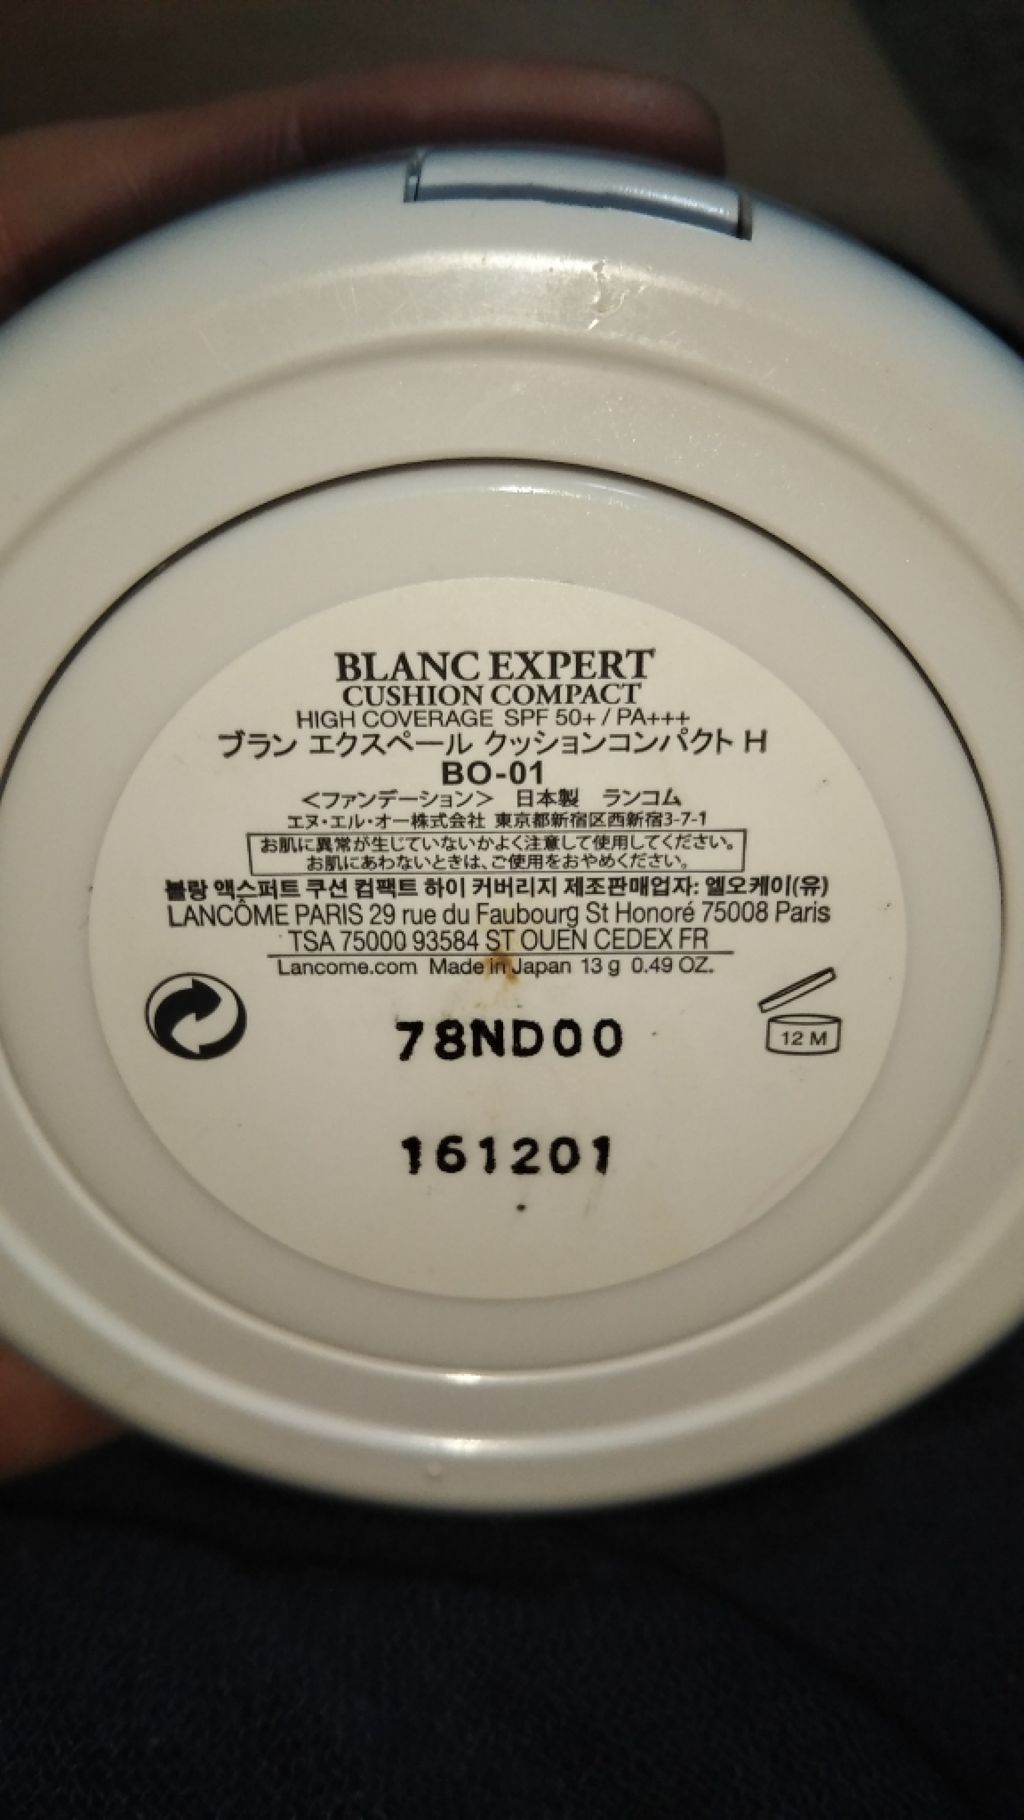 BLANC EXPERT
CUSHION COMPACT
HIGH COVERAGE SPF 50+ / PA+++
ブラン エクスペール クッションコンパクト H
BO-01
<ファンデーション> 日本製 ランコム
エヌ・エル・オー株式会社 東京都新宿区西新宿3-7-1
お肌に異常が生じていないかよく注意して使用してください。
お肌にあわないときは、ご使用をおやめください。
블랑 액스퍼트 쿠션 컴팩트 하이 커버리지 제조판매업자: 엘오케이(유)
LANCÔME PARIS 29 rue du Faubourg St Honoré 75008 Paris
TSA 75000 93584 ST OUEN CEDEX FR
Lancome.com Made in Japan 13 g 0.49 OZ.
12 M
78ND00
161201